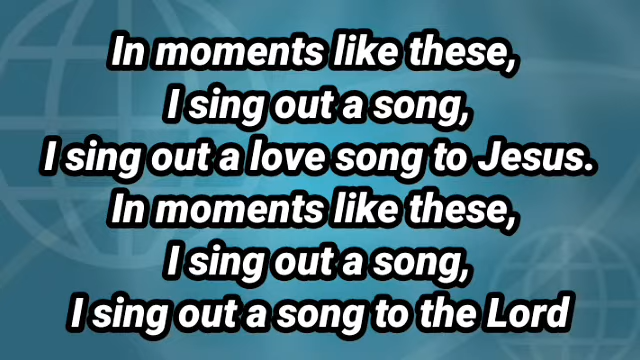 In moments like these,
I sing out a song,
I sing out a love song to Jesus.
In moments like these,
I sing out a song,
I sing out a song to the Lord